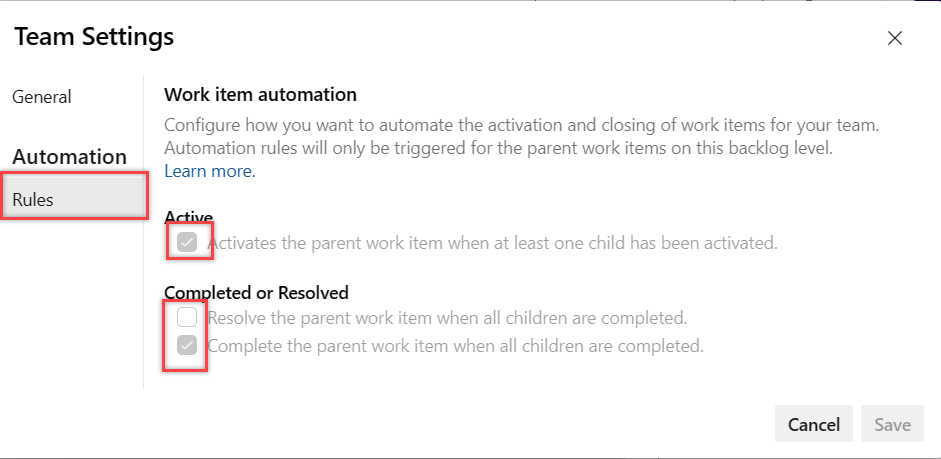 Team Settings
General
Automation
Rules
Work item automation
Configure how you want to automate the activation and closing of work items for your team.
Automation rules will only be triggered for the parent work items on this backlog level.
Learn more.
Active
Activates the parent work item when at least one child has been activated.
Completed or Resolved
Resolve the parent work item when all children are completed.
Complete the parent work item when all children are completed.
Cancel
Save